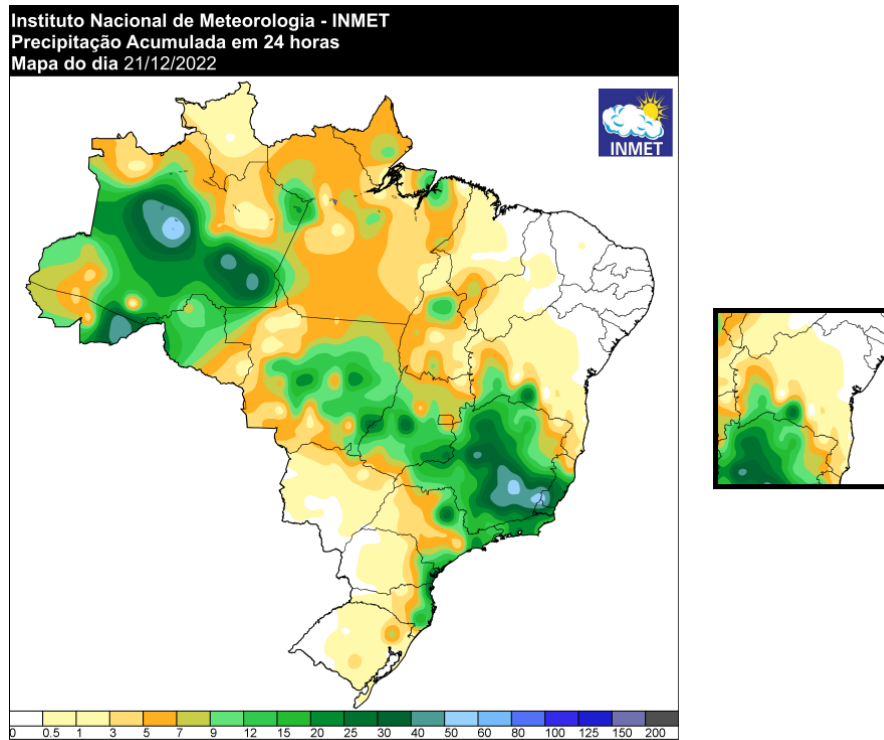 Instituto Nacional de Meteorologia - INMET
Precipitação Acumulada em 24 horas
Mapa do dia 21/12/2022
INMET
0 0.5 1 3 5 7 9 12 15 20 25 30 40 50 60 80 100 125 150 200